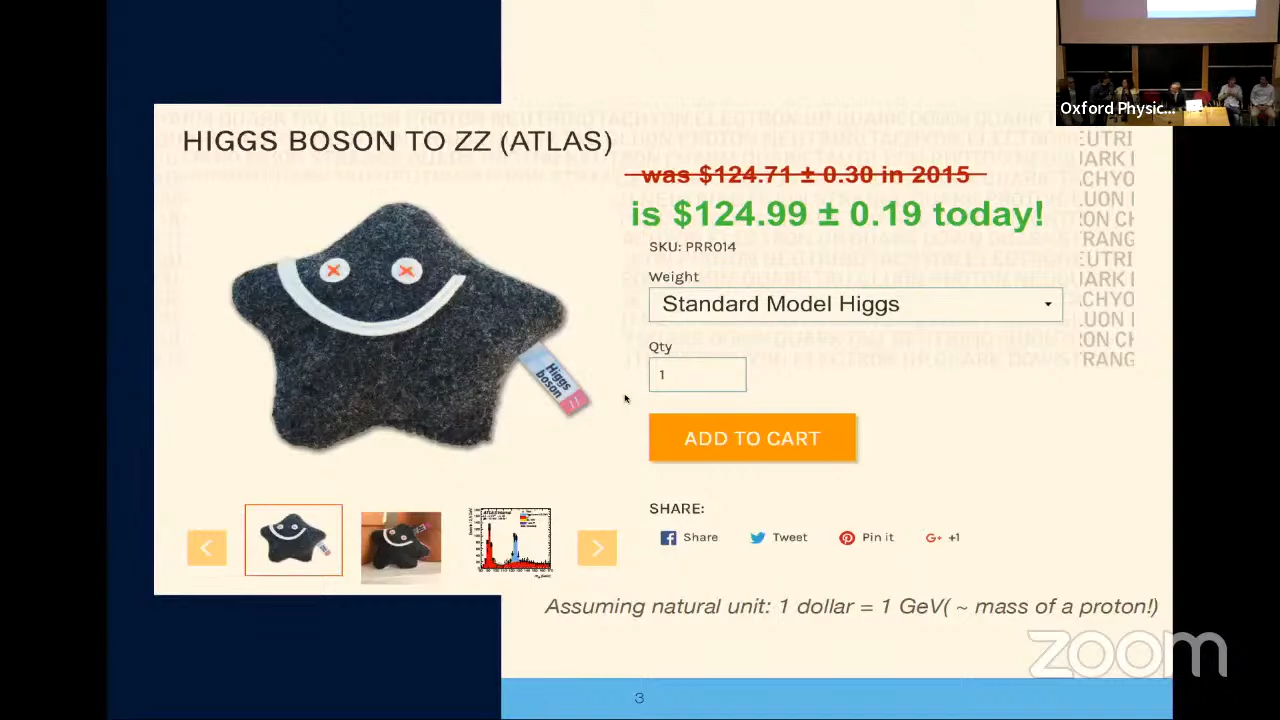 Oxford Physic...
HIGGS BOSON TO ZZ (ATLAS)
was $124.71 ± 0.30 in 2015
is $124.99 ± 0.19 today!
SKU: PRR014
Weight
Standard Model Higgs
Qty
1
ADD TO CART
Higgs
boson
SHARE:
Share
Tweet
Pin it
G+ +1
Assuming natural unit: 1 dollar = 1 GeV( ~ mass of a proton!)
zoom
3